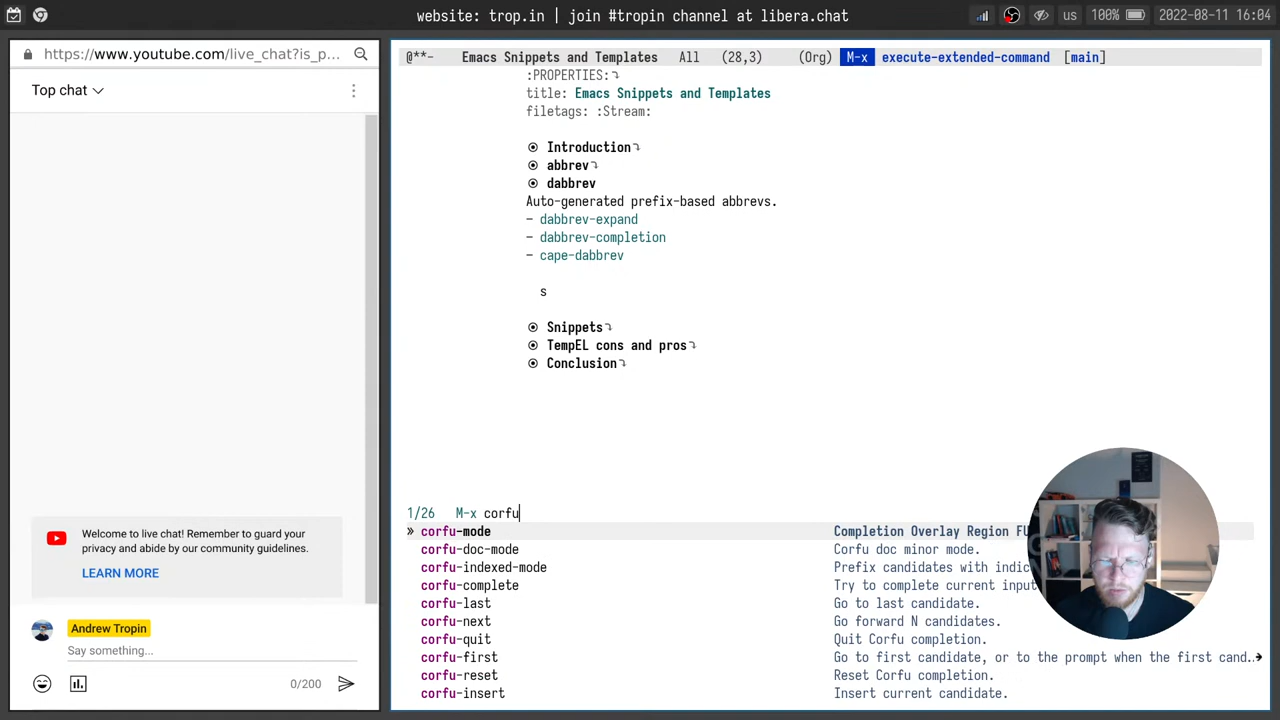 website: trop.in | join #tropin channel at libera.chat
us 100% 2022-08-11 16:04
https://www.youtube.com/live_chat?is_p...
Top chat
Welcome to live chat! Remember to guard your
privacy and abide by our community guidelines.
LEARN MORE
Andrew Tropin
Say something...
0/200
@**- Emacs Snippets and Templates All (28,3) (Org) M-x execute-extended-command [main]
:PROPERTIES:
title: Emacs Snippets and Templates
filetags: :Stream:
Introduction
abbrev
dabbrev
Auto-generated prefix-based abbrevs.
- dabbrev-expand
- dabbrev-completion
- cape-dabbrev
s
Snippets
TempEL cons and pros
Conclusion
1/26 M-x corfu
» corfu-mode Completion Overlay Region FU
corfu-doc-mode Corfu doc minor mode.
corfu-indexed-mode Prefix candidates with indic
corfu-complete Try to complete current input
corfu-last Go to last candidate.
corfu-next Go forward N candidates.
corfu-quit Quit Corfu completion.
corfu-first Go to first candidate, or to the prompt when the first cand..
corfu-reset Reset Corfu completion.
corfu-insert Insert current candidate.